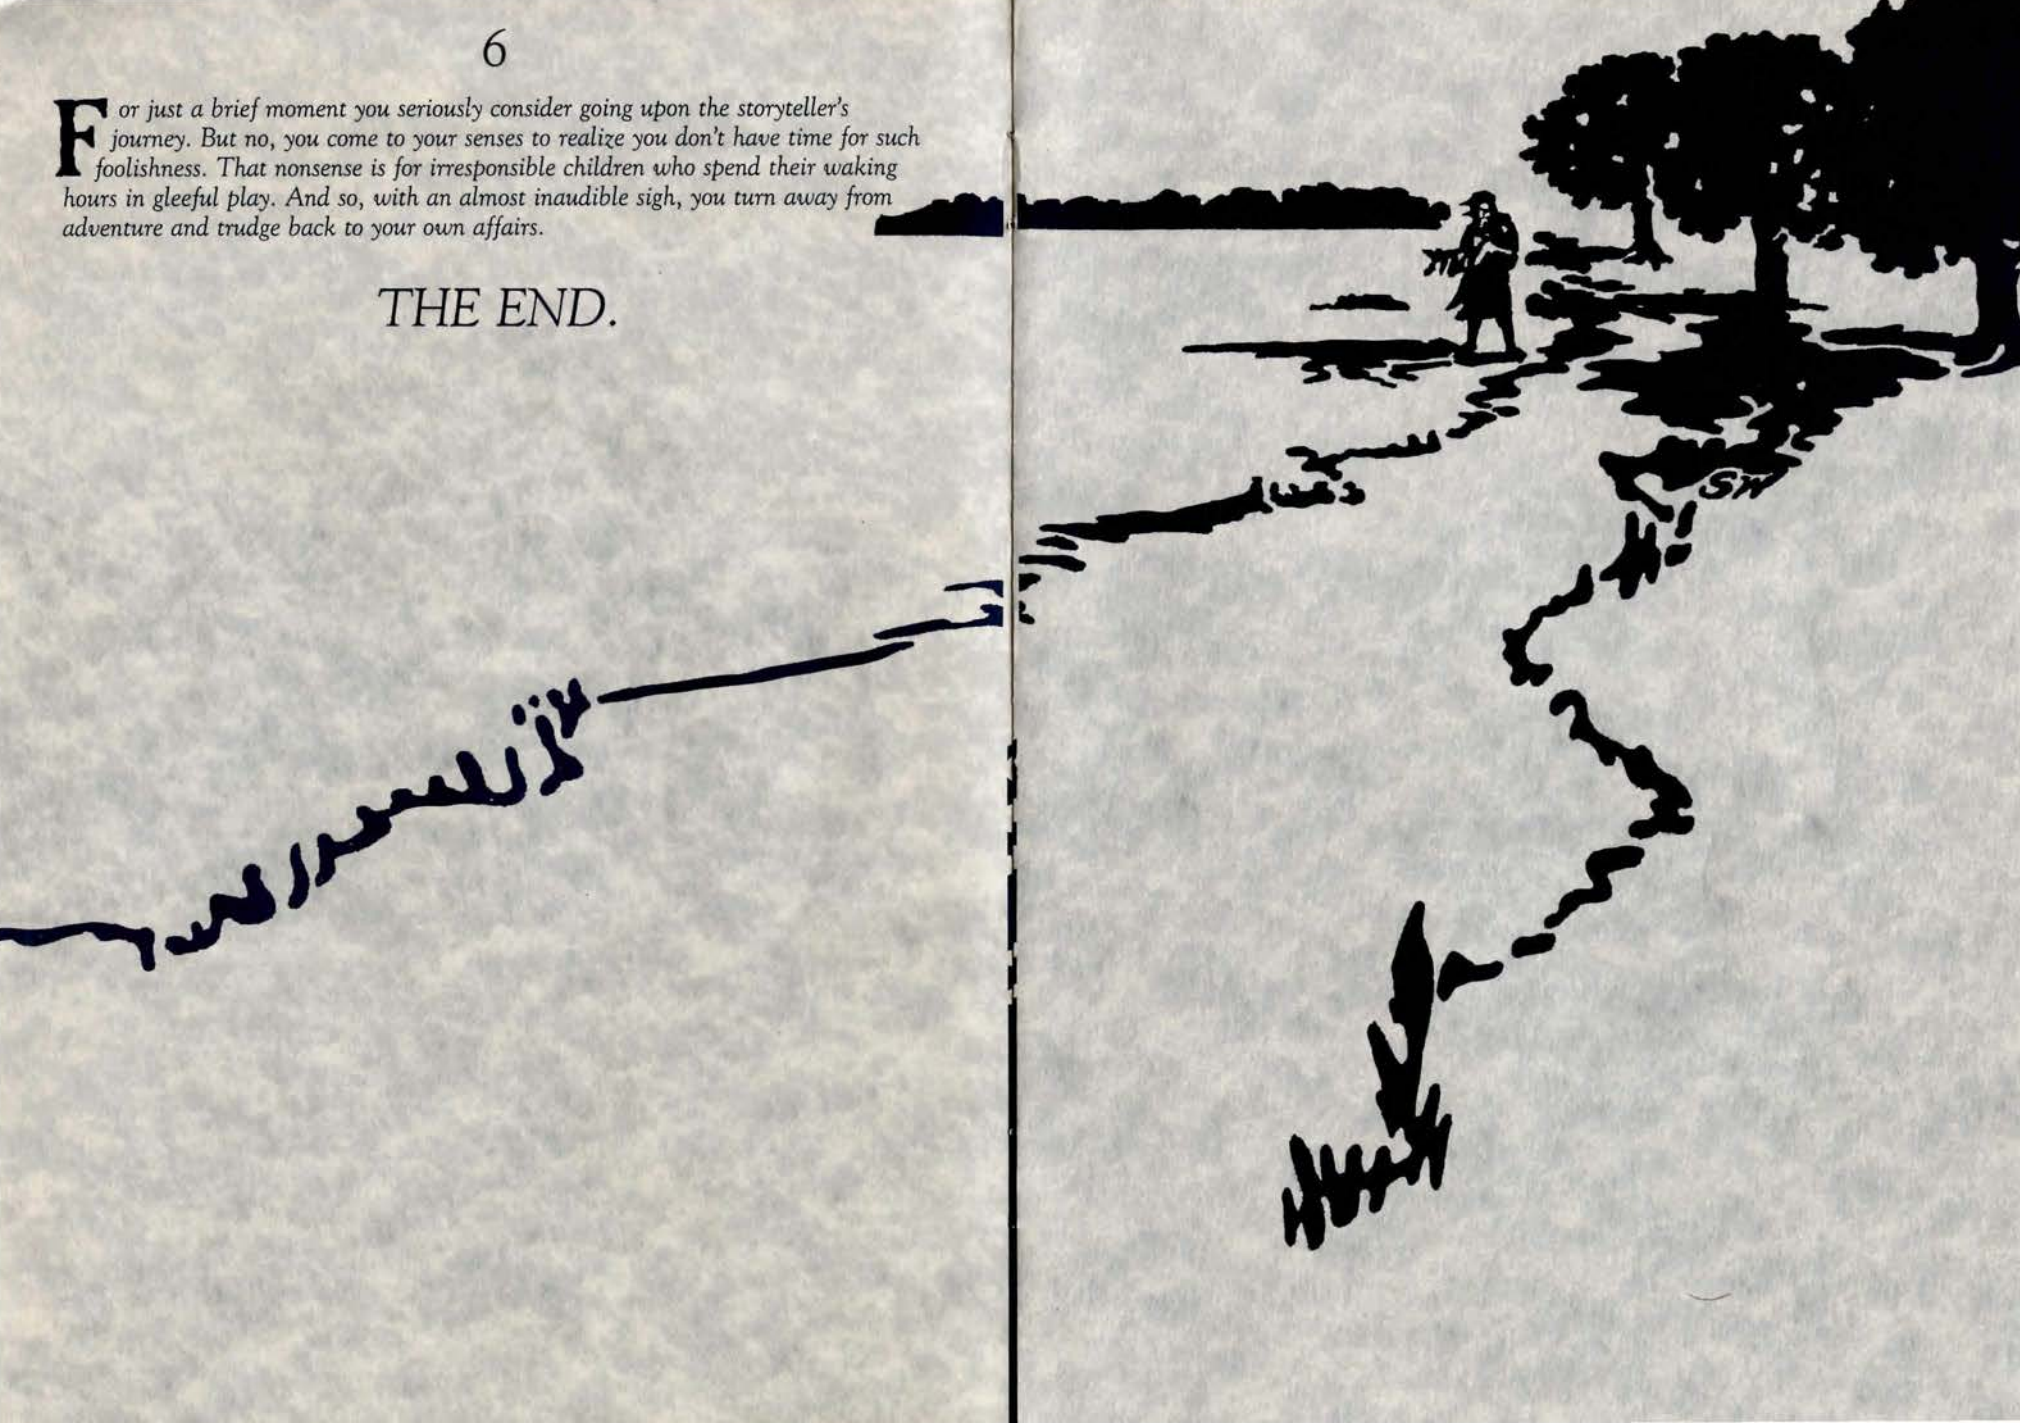 6
For just a brief moment you seriously consider going upon the storyteller's
journey. But no, you come to your senses to realize you don't have time for such
foolishness. That nonsense is for irresponsible children who spend their waking
hours in gleeful play. And so, with an almost inaudible sigh, you turn away from
adventure and trudge back to your own affairs.
THE END.
SW